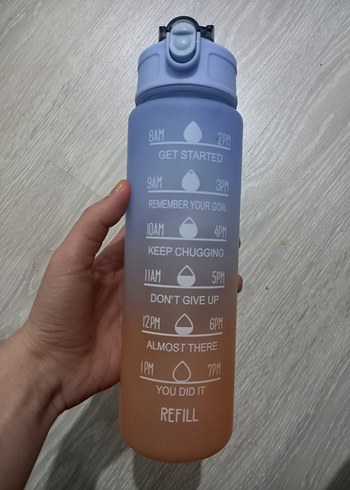 8AM 2PM
GET STARTED
9AM 3PM
REMEMBER YOUR GOAL
10AM 4PM
KEEP CHUGGING
11AM 5PM
DON'T GIVE UP
12PM 6PM
ALMOST THERE
1PM 7PM
YOU DID IT
REFILL